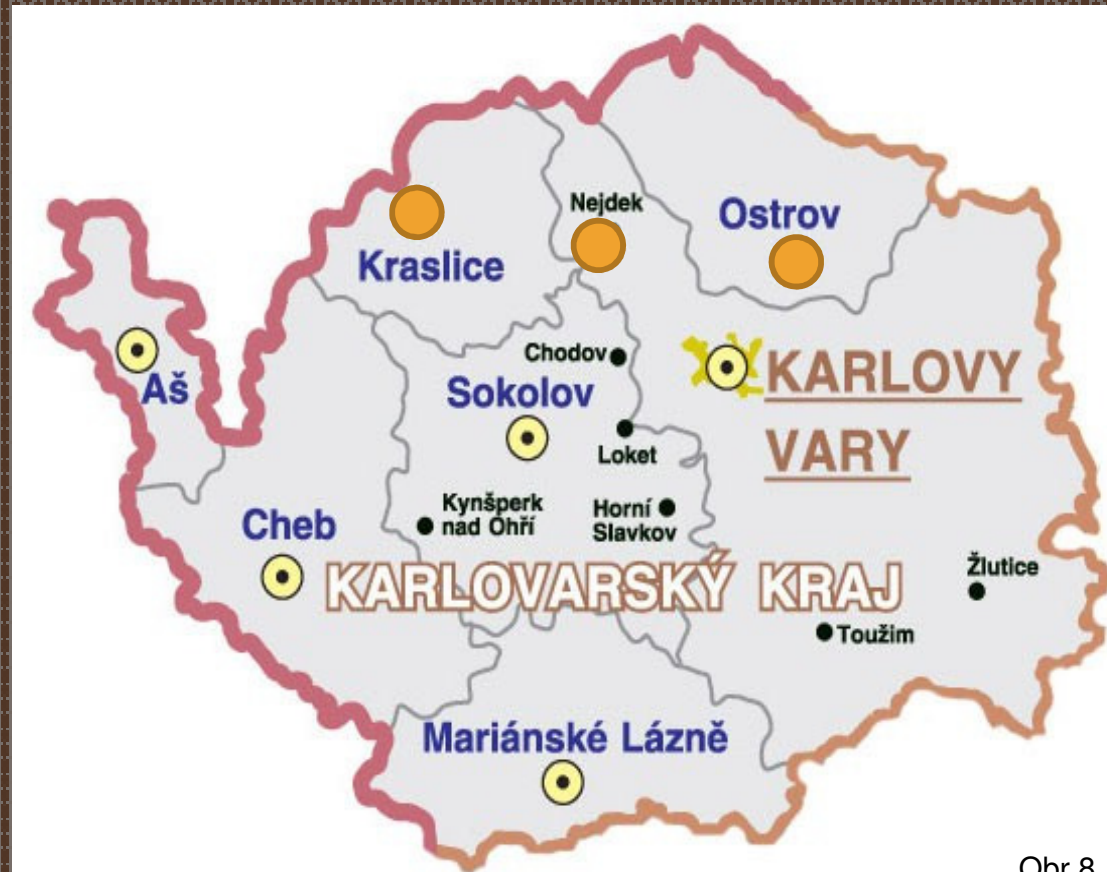 Nejdek
Ostrov
Kraslice
Chodov
KARLOVY
VARY
Aš
Sokolov
Loket
Kynšperk
nad Ohří
Horní
Slavkov
Cheb
KARLOVARSKÝ KRAJ
Žlutice
Toužim
Mariánské Lázně
Obr 8